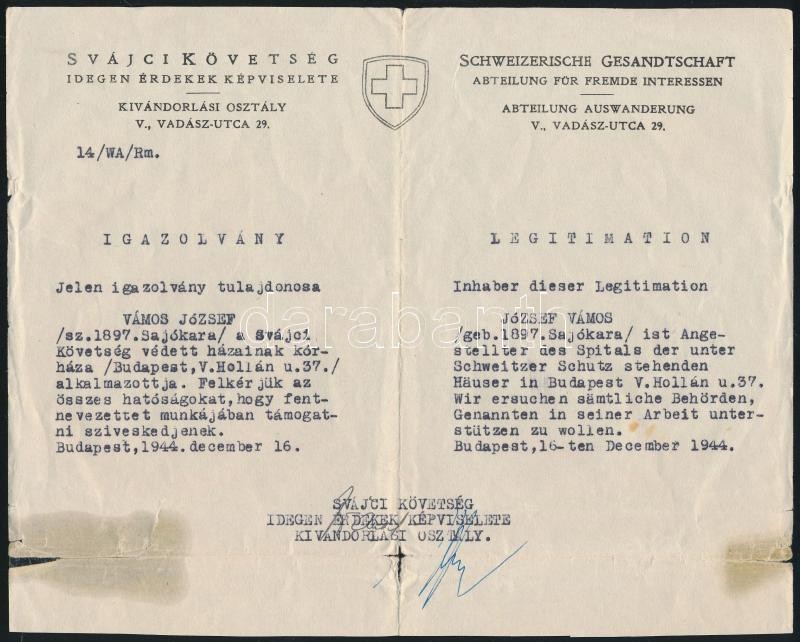 SVÁJCI KÖVETSÉG
IDEGEN ÉRDEKEK KÉPVISELETE
KIVÁNDORLÁSI OSZTÁLY
V., VADÁSZ-UTCA 29.
14/WA/Rm.
IGAZOLVÁNY
Jelen igazolvány tulajdonosa
VÁMOS JÓZSEF
/sz.1897.Sajókara/ a Svájci
Követség védett házainak kór-
háza /Budapest,V.Hollán u.37./
alkalmazottja. Felkérjük az
összes hatóságokat,hogy fent-
nevezettet munkájában támogat-
ni sziveskedjenek.
Budapest,1944.december 16.
SCHWEIZERISCHE GESANDTSCHAFT
ABTEILUNG FÜR FREMDE INTERESSEN
ABTEILUNG AUSWANDERUNG
V., VADÁSZ-UTCA 29.
LEGITIMATION
Inhaber dieser Legitimation
JÓZSEF VÁMOS
/geb.1897.Sajókara/ ist Ange-
stellter des Spitals der unter
Schweitzer Schutz stehenden
Häuser in Budapest V.Hollán u.37.
Wir ersuchen sämtliche Behörden,
Genannten in seiner Arbeit unter-
stützen zu wollen.
Budapest,16-ten December 1944.
SVÁJCI KÖVETSÉG
IDEGEN ÉRDEKEK KÉPVISELETE
KIVÁNDORLÁSI OSZTÁLY.
darabanth